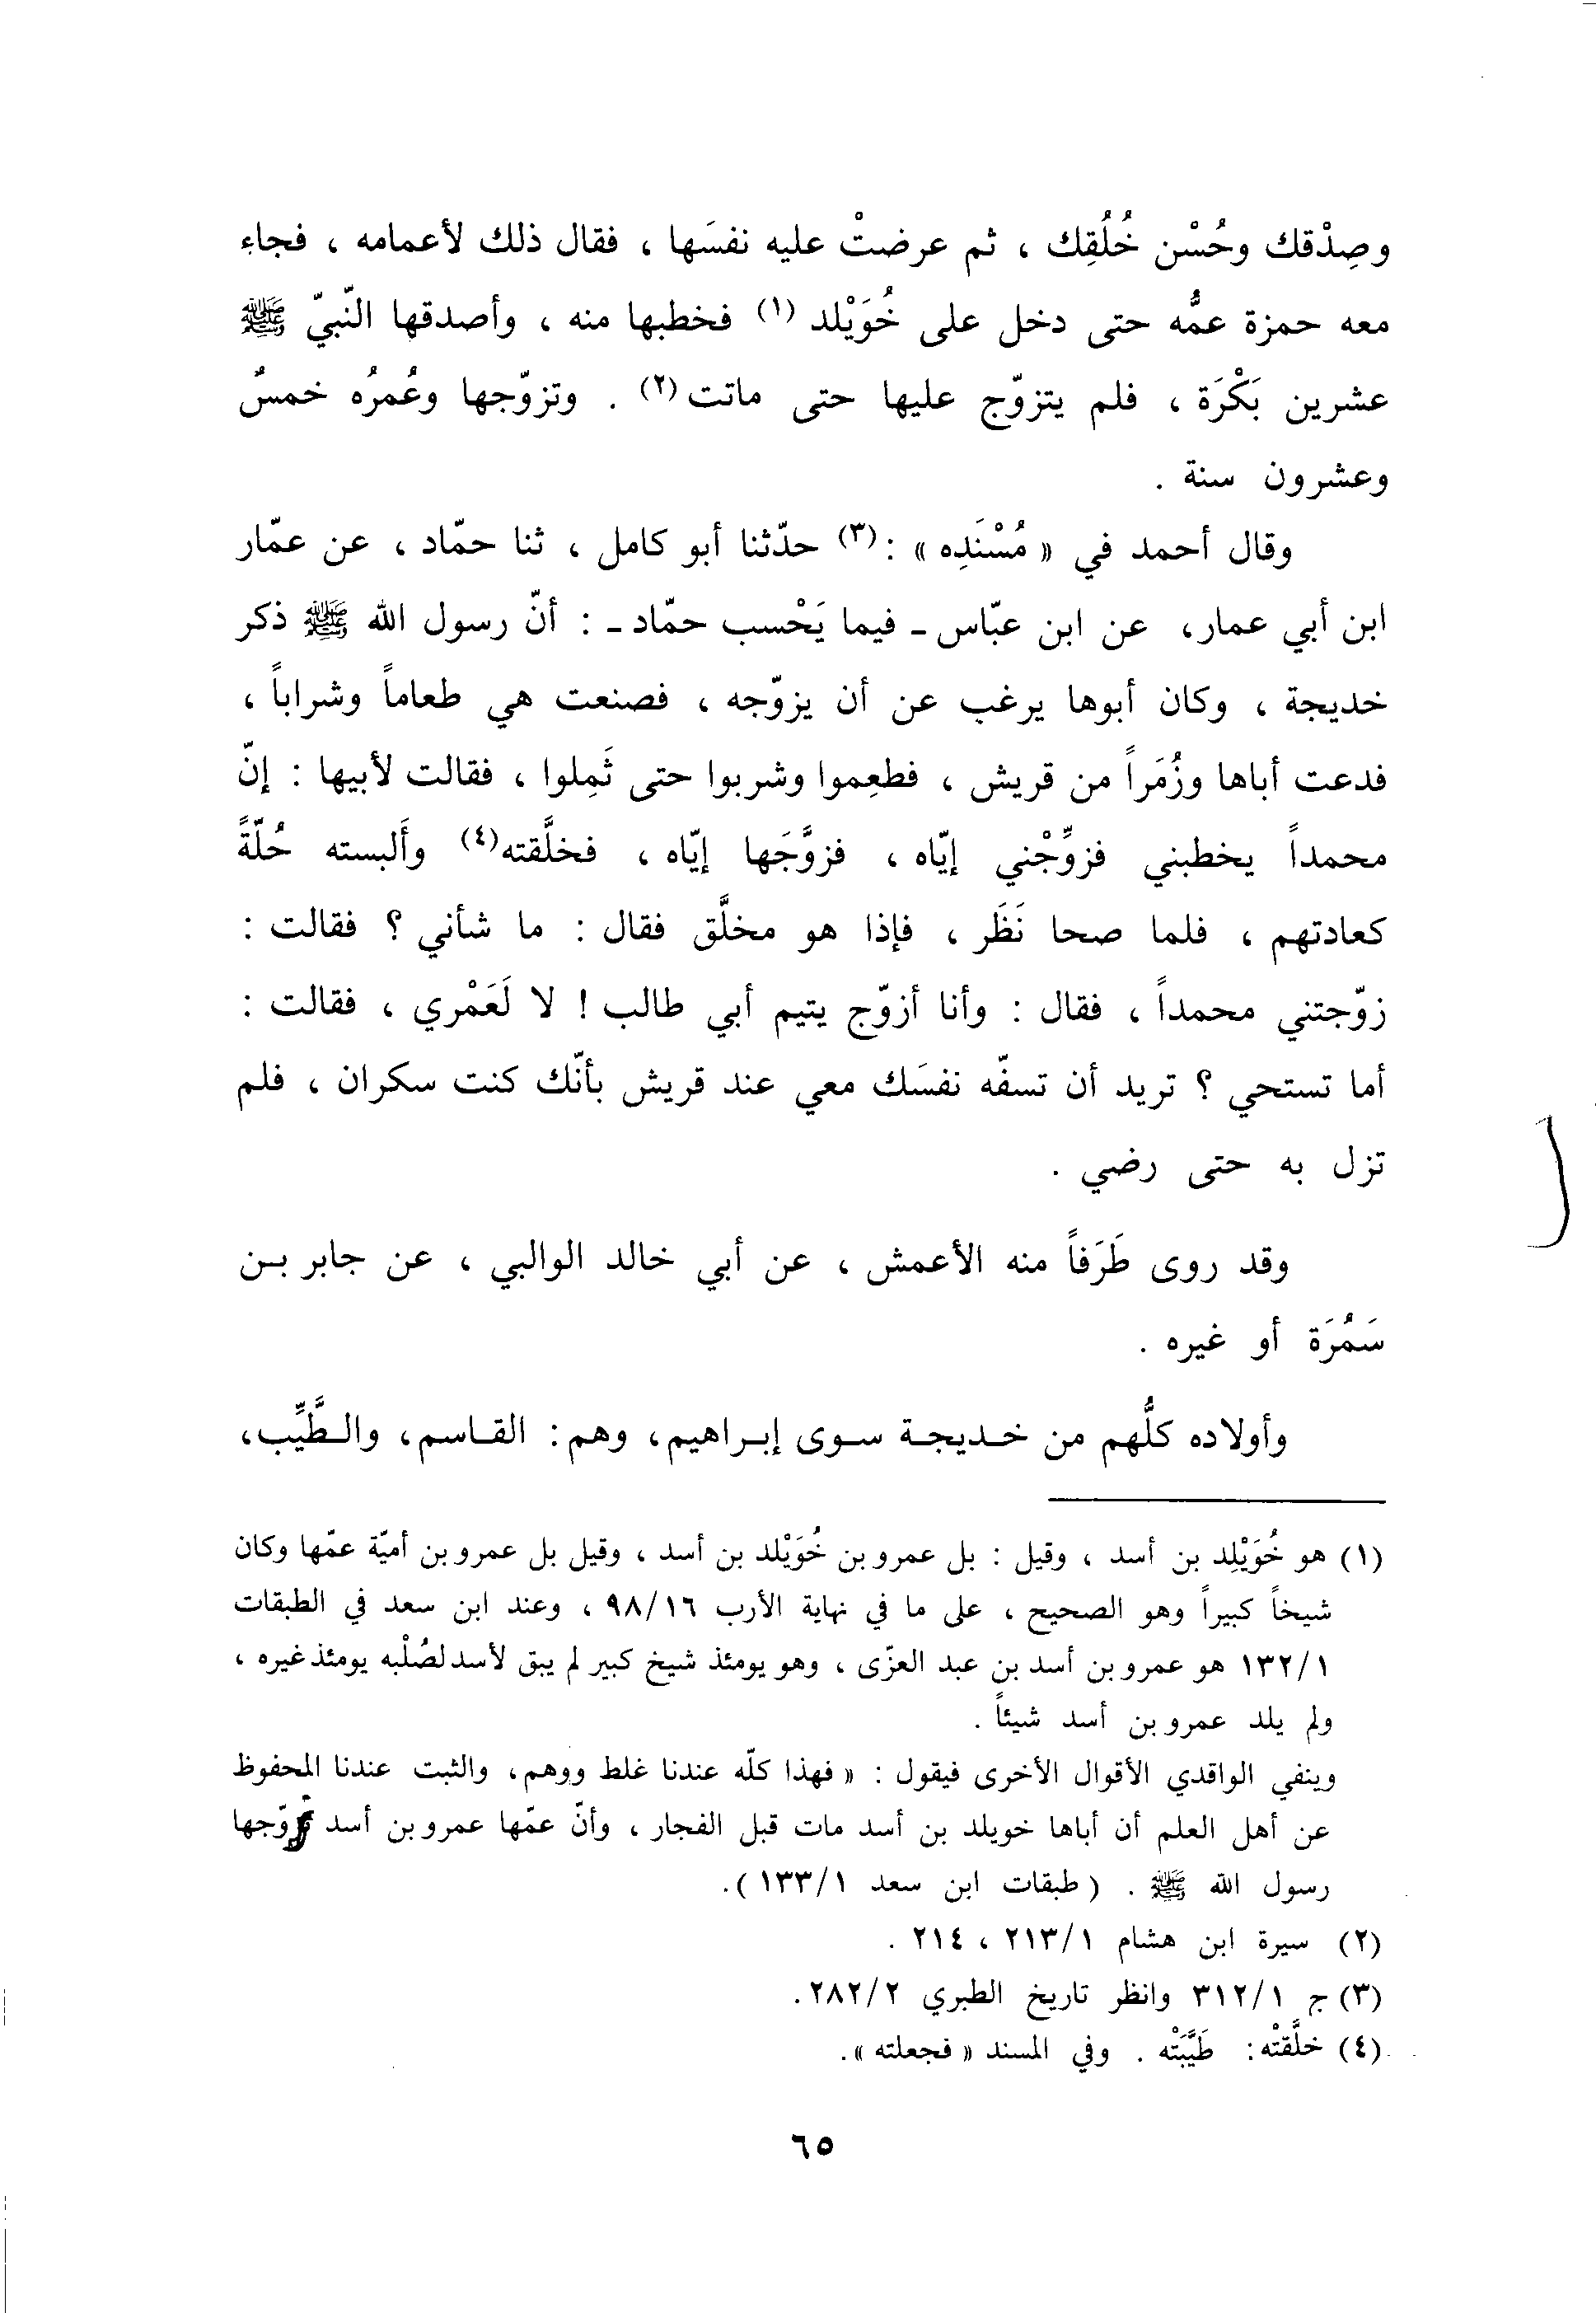 وصِدْقك وحُسْن خُلُقِك ، ثم عرضتْ عليه نفسَها ، فقال ذلك لأعمامه ، فجاء
معه حمزة عمُّه حتى دخل على خُوَيْلد (١) فخطبها منه ، وأصدقها النّبيّ ﷺ
عشرين بَكْرَة ، فلم يتزوّج عليها حتى ماتت (٢) . وتزوّجها وعُمرُه خمسٌ
وعشرون سنة .
وقال أحمد في « مُسْنَدِه » : (٣) حدّثنا أبو كامل ، ثنا حمّاد ، عن عمّار
ابن أبي عمار، عن ابن عبّاس ـ فيما يَحْسب حمّاد ـ : أنّ رسول الله ﷺ ذكر
خديجة ، وكان أبوها يرغب عن أن يزوّجه ، فصنعت هي طعاماً وشراباً ،
فدعت أباها وزُمَراً من قريش ، فطعِموا وشربوا حتى ثَمِلوا ، فقالت لأبيها : إنّ
محمداً يخطبني فزوِّجْني إيّاه ، فزوَّجَها إيّاه ، فخلَّقته (٤) وأَلبسته حُلّةً
كعادتهم ، فلما صحا نَظَر ، فإذا هو مخلَّق فقال : ما شأني ؟ فقالت :
زوّجتني محمداً ، فقال : وأنا أزوّج يتيم أبي طالب ! لا لَعَمْري ، فقالت :
أما تستحي ؟ تريد أن تسفّه نفسَك معي عند قريش بأنّك كنت سكران ، فلم
تزل به حتى رضي .
وقد روى طَرَفاً منه الأعمش ، عن أبي خالد الوالبي ، عن جابر بن
سَمُرَة أو غيره .
وأولاده كلُّهم من خديجة سوى إبراهيم، وهم : القاسم، والطَّيِّب،
(١) هو خُوَيْلِد بن أسد ، وقيل : بل عمرو بن خُوَيْلد بن أسد ، وقيل بل عمرو بن أميّة عمّها وكان
شيخاً كبيراً وهو الصحيح ، على ما في نهاية الأرب ٩٨/١٦ ، وعند ابن سعد في الطبقات
١٣٢/١ هو عمرو بن أسد بن عبد العزّى ، وهو يومئذ شيخ كبير لم يبق لأسد لصُلْبه يومئذ غيره ،
ولم يلد عمرو بن أسد شيئاً .
وينفي الواقدي الأقوال الأخرى فيقول : « فهذا كلّه عندنا غلط ووهم، والثبت عندنا المحفوظ
عن أهل العلم أن أباها خويلد بن أسد مات قبل الفجار ، وأنّ عمّها عمرو بن أسد زوّجها
رسول الله ﷺ . ( طبقات ابن سعد ١٣٣/١ ).
(٢) سيرة ابن هشام ٢١٣/١ ، ٢١٤ .
(٣) ج ٣١٢/١ وانظر تاريخ الطبري ٢٨٢/٢ .
(٤) خلَّقتْه : طَيَّبَتْه . وفي المسند « فجعلته ».
٦٥